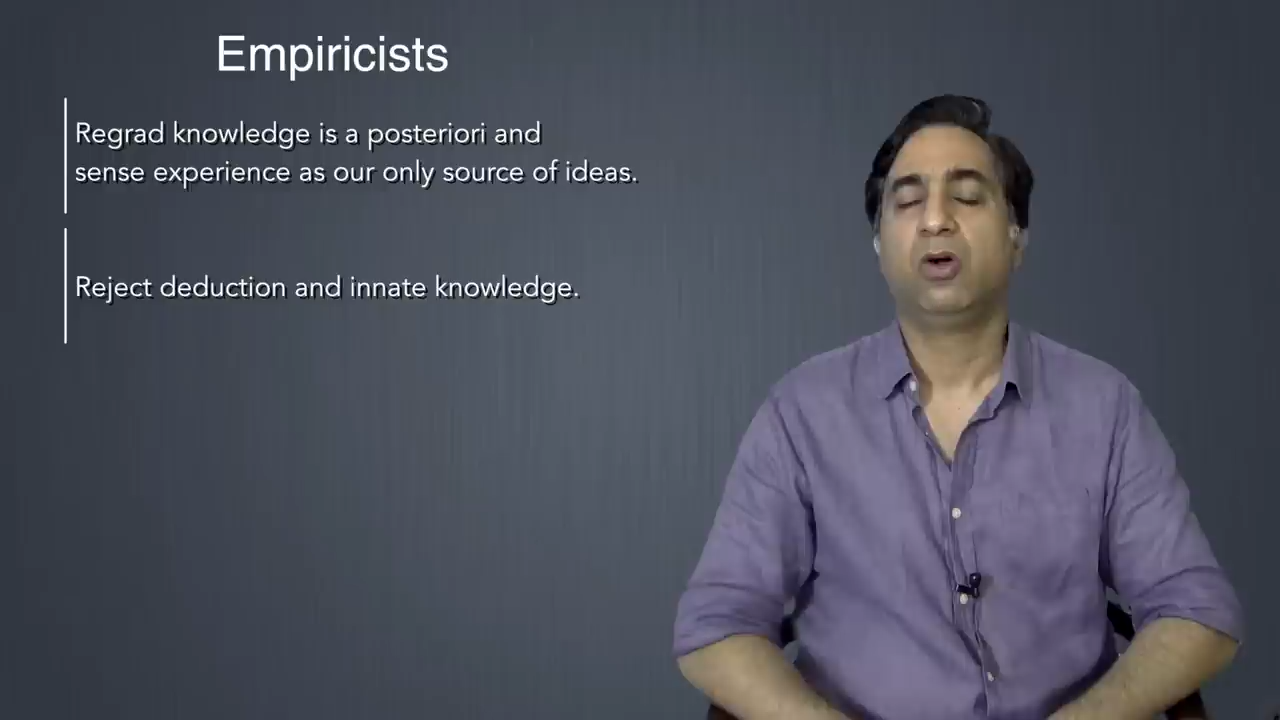 Empiricists
Regrad knowledge is a posteriori and
sense experience as our only source of ideas.
Reject deduction and innate knowledge.